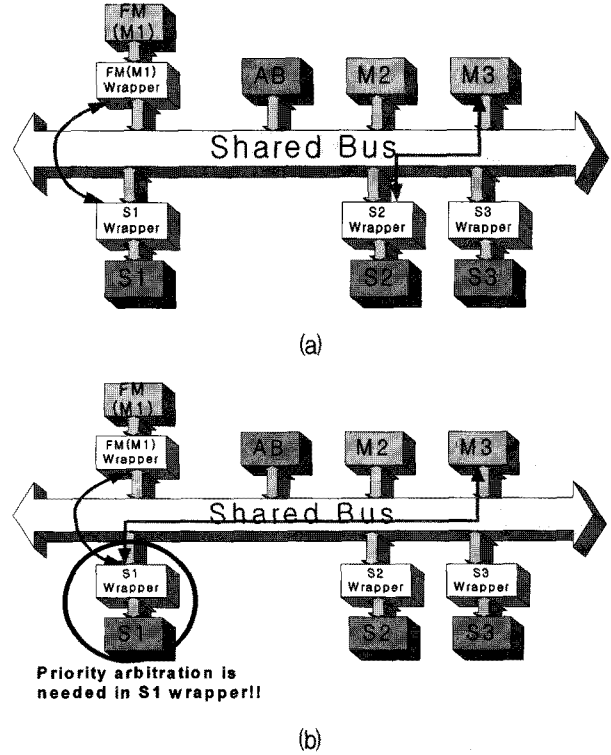 FM
(M1)
FM(M1)
Wrapper
AB
M2
M3
Shared Bus
S1
Wrapper
S2
Wrapper
S3
Wrapper
S1
S2
S3
(a)
FM
(M1)
FM(M1)
Wrapper
AB
M2
M3
Shared Bus
S1
Wrapper
S2
Wrapper
S3
Wrapper
S1
S2
S3
Priority arbitration is
needed in S1 wrapper!!
(b)